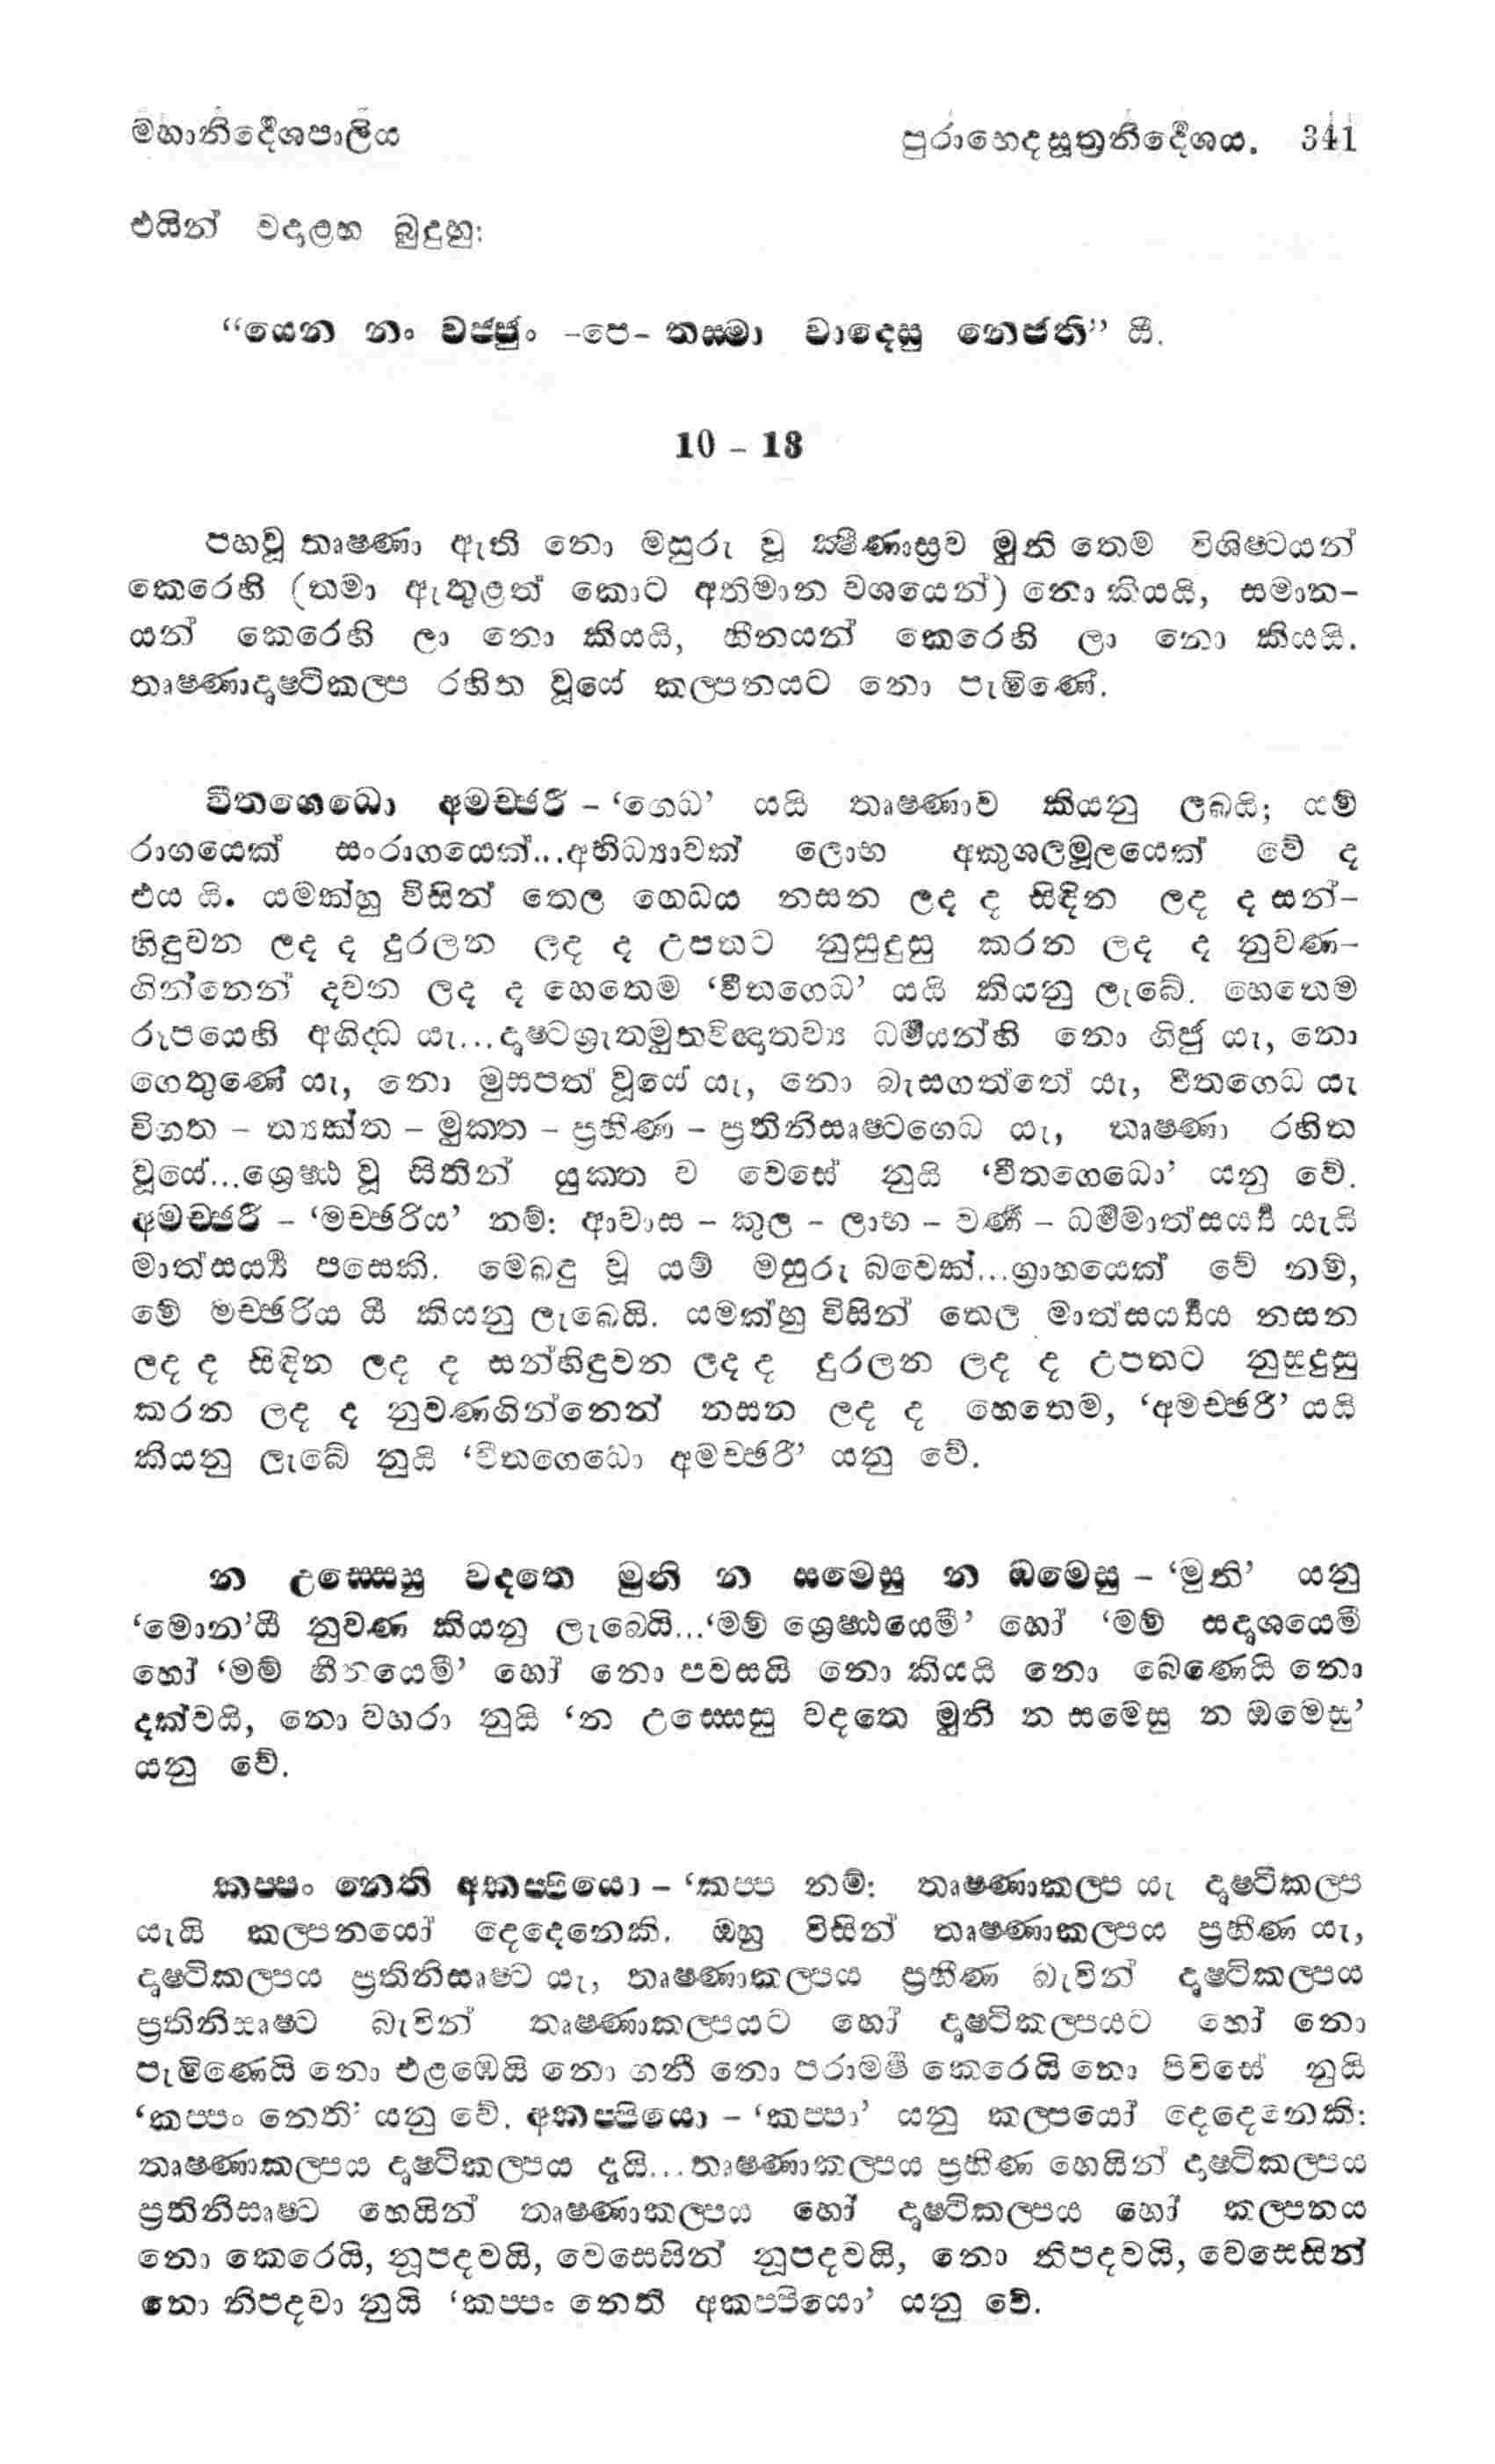 මහානිර්දෙශපාලිය
පුරාභෙදසූත්‍රනිර්දෙශය. 341
එයින් වදාළහ බුදුහු:
“යෙන නං වජ්ජුං -පෙ- තස්මා වාදෙසු නෙජති” යි.
10 - 13
පහවූ තෘෂ්ණා ඇති නො මසුරු වූ ක්ෂීණාස්‍රව මුනි තෙම විශිෂ්ටයන්
කෙරෙහි (තමා ඇතුළත් කොට අතිමාන වශයෙන්) නො කියයි, සමාන-
යන් කෙරෙහි ලා නො කියයි, හීනයන් කෙරෙහි ලා නො කියයි.
තෘෂ්ණාදෘෂ්ටිකල්ප රහිත වූයේ කල්පනයට නො පැමිණේ.
වීතගෙධො අමච්ඡරී - ‘ගෙධ’ යයි තෘෂ්ණාව කියනු ලබයි; යම්
රාගයෙක් සංරාගයෙක්...අභිධ්‍යාවක් ලොභ අකුශලමූලයෙක් වේ ද
එය යි. යමක්හු විසින් තෙල ගෙධය නසන ලද ද සිඳින ලද ද සන්-
හිඳුවන ලද ද දුරලන ලද ද උපතට නුසුදුසු කරන ලද ද නුවණ-
ගින්නෙන් දවන ලද ද හෙතෙම ‘වීතගෙධ’ යයි කියනු ලැබේ. හෙතෙම
රූපයෙහි අගිද්ධ යැ...දෘෂ්ටශ්‍රුතමුතවිඥාතව්‍ය ධර්මයන්හි නො ගිජු යැ, නො
ගෙතුණේ යැ, නො මුසපත් වූයේ යැ, නො බැසගත්තේ යැ, වීතගෙධ යැ
විගත - ත්‍යක්ත - මුක්ත - ප්‍රහීණ - ප්‍රතිනිසෘෂ්ටගෙධ යැ, තෘෂ්ණා රහිත
වූයේ...ශ්‍රෙෂ්ඨ වූ සිතින් යුක්ත ව වෙසේ නුයි ‘වීතගෙධො’ යනු වේ.
අමච්ඡරී - ‘මච්ඡරිය’ නම්: ආවාස - කුල - ලාභ - වර්ණ - ධර්මමාත්සර්ය්‍ය යැයි
මාත්සර්ය්‍ය පසෙකි. මෙබඳු වූ යම් මසුරු බවෙක්...ග්‍රාහයෙක් වේ නම්,
මේ මච්ඡරිය යි කියනු ලැබෙයි. යමක්හු විසින් තෙල මාත්සර්ය්‍යය නසන
ලද ද සිඳින ලද ද සන්හිඳුවන ලද ද දුරලන ලද ද උපතට නුසුදුසු
කරන ලද ද නුවණගින්නෙන් නසන ලද ද හෙතෙම, ‘අමච්ඡරී’ යයි
කියනු ලැබේ නුයි ‘වීතගෙධො අමච්ඡරී’ යනු වේ.
න උස්සෙසු වදතෙ මුනි න සමෙසු න ඔමෙසු - ‘මුනි’ යනු
‘මොන’යි නුවණ කියනු ලැබෙයි...‘මම් ශ්‍රෙෂ්ඨයෙමි’ හෝ ‘මම් සදෘශයෙමි
හෝ ‘මම් හීනයෙමි’ හෝ නො පවසයි නො කියයි නො බෙණෙයි නො
දක්වයි, නො වහරා නුයි ‘න උස්සෙසු වදතෙ මුනි න සමෙසු න ඔමෙසු’
යනු වේ.
කප්පං නෙති අකප්පියො - ‘කප්ප නම්: තෘෂ්ණාකල්ප යැ දෘෂ්ටිකල්ප
යැයි කල්පනයෝ දෙදෙනෙකි. ඔහු විසින් තෘෂ්ණාකල්පය ප්‍රහීණ යැ,
දෘෂ්ටිකල්පය ප්‍රතිනිසෘෂ්ට යැ, තෘෂ්ණාකල්පය ප්‍රහීණ බැවින් දෘෂ්ටිකල්පය
ප්‍රතිනිසෘෂ්ට බැවින් තෘෂ්ණාකල්පයට හෝ දෘෂ්ටිකල්පයට හෝ නො
පැමිණෙයි නො එළඹෙයි නො ගනී නො පරාමර්ෂ කෙරෙයි නො පිවිසේ නුයි
‘කප්පං නෙති’ යනු වේ. අකප්පියො - ‘කප්පා’ යනු කල්පයෝ දෙදෙනෙකි:
තෘෂ්ණාකල්පය දෘෂ්ටිකල්පය දැයි...තෘෂ්ණාකල්පය ප්‍රහීණ හෙයින් දෘෂ්ටිකල්පය
ප්‍රතිනිසෘෂ්ට හෙයින් තෘෂ්ණාකල්පය හෝ දෘෂ්ටිකල්පය හෝ කල්පනය
නො කෙරෙයි, නූපදවයි, වෙසෙසින් නූපදවයි, නො නිපදවයි, වෙසෙසින්
නො නිපදවා නුයි ‘කප්පං නෙති අකප්පියො’ යනු වේ.